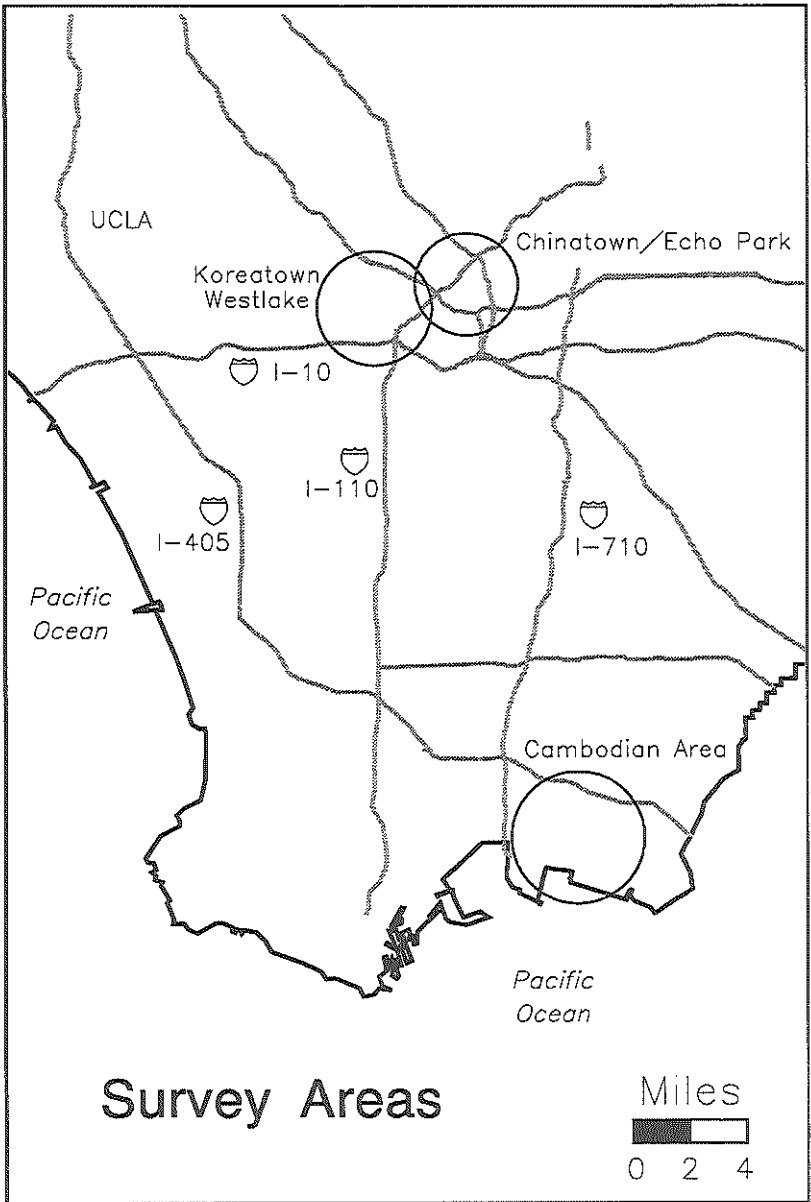 UCLA
Chinatown/Echo Park
Koreatown
Westlake
I-10
I-110
I-405
I-710
Pacific
Ocean
Cambodian Area
Pacific
Ocean
Survey Areas
Miles
0 2 4